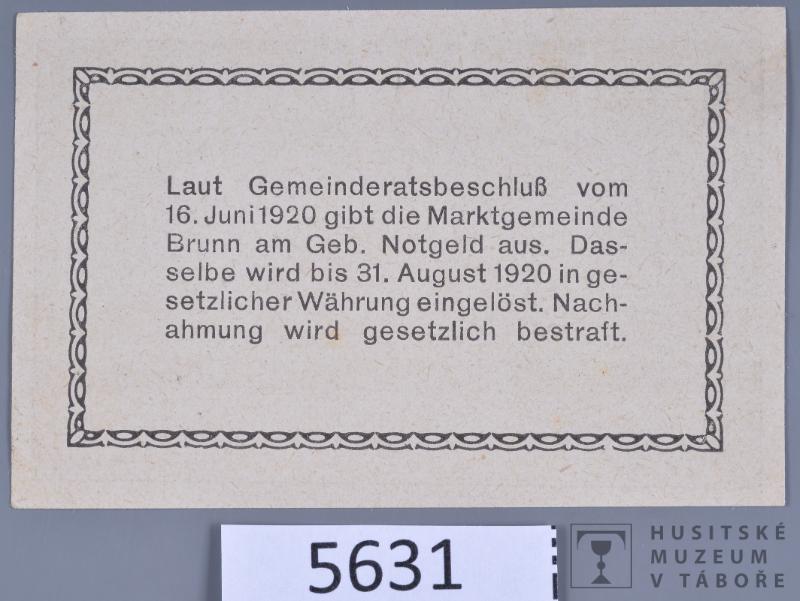 Laut Gemeinderatsbeschluß vom
16. Juni 1920 gibt die Marktgemeinde
Brunn am Geb. Notgeld aus. Das-
selbe wird bis 31. August 1920 in ge-
setzlicher Währung eingelöst. Nach-
ahmung wird gesetzlich bestraft.
5631
HUSITSKÉ
MUZEUM
V TÁBOŘE